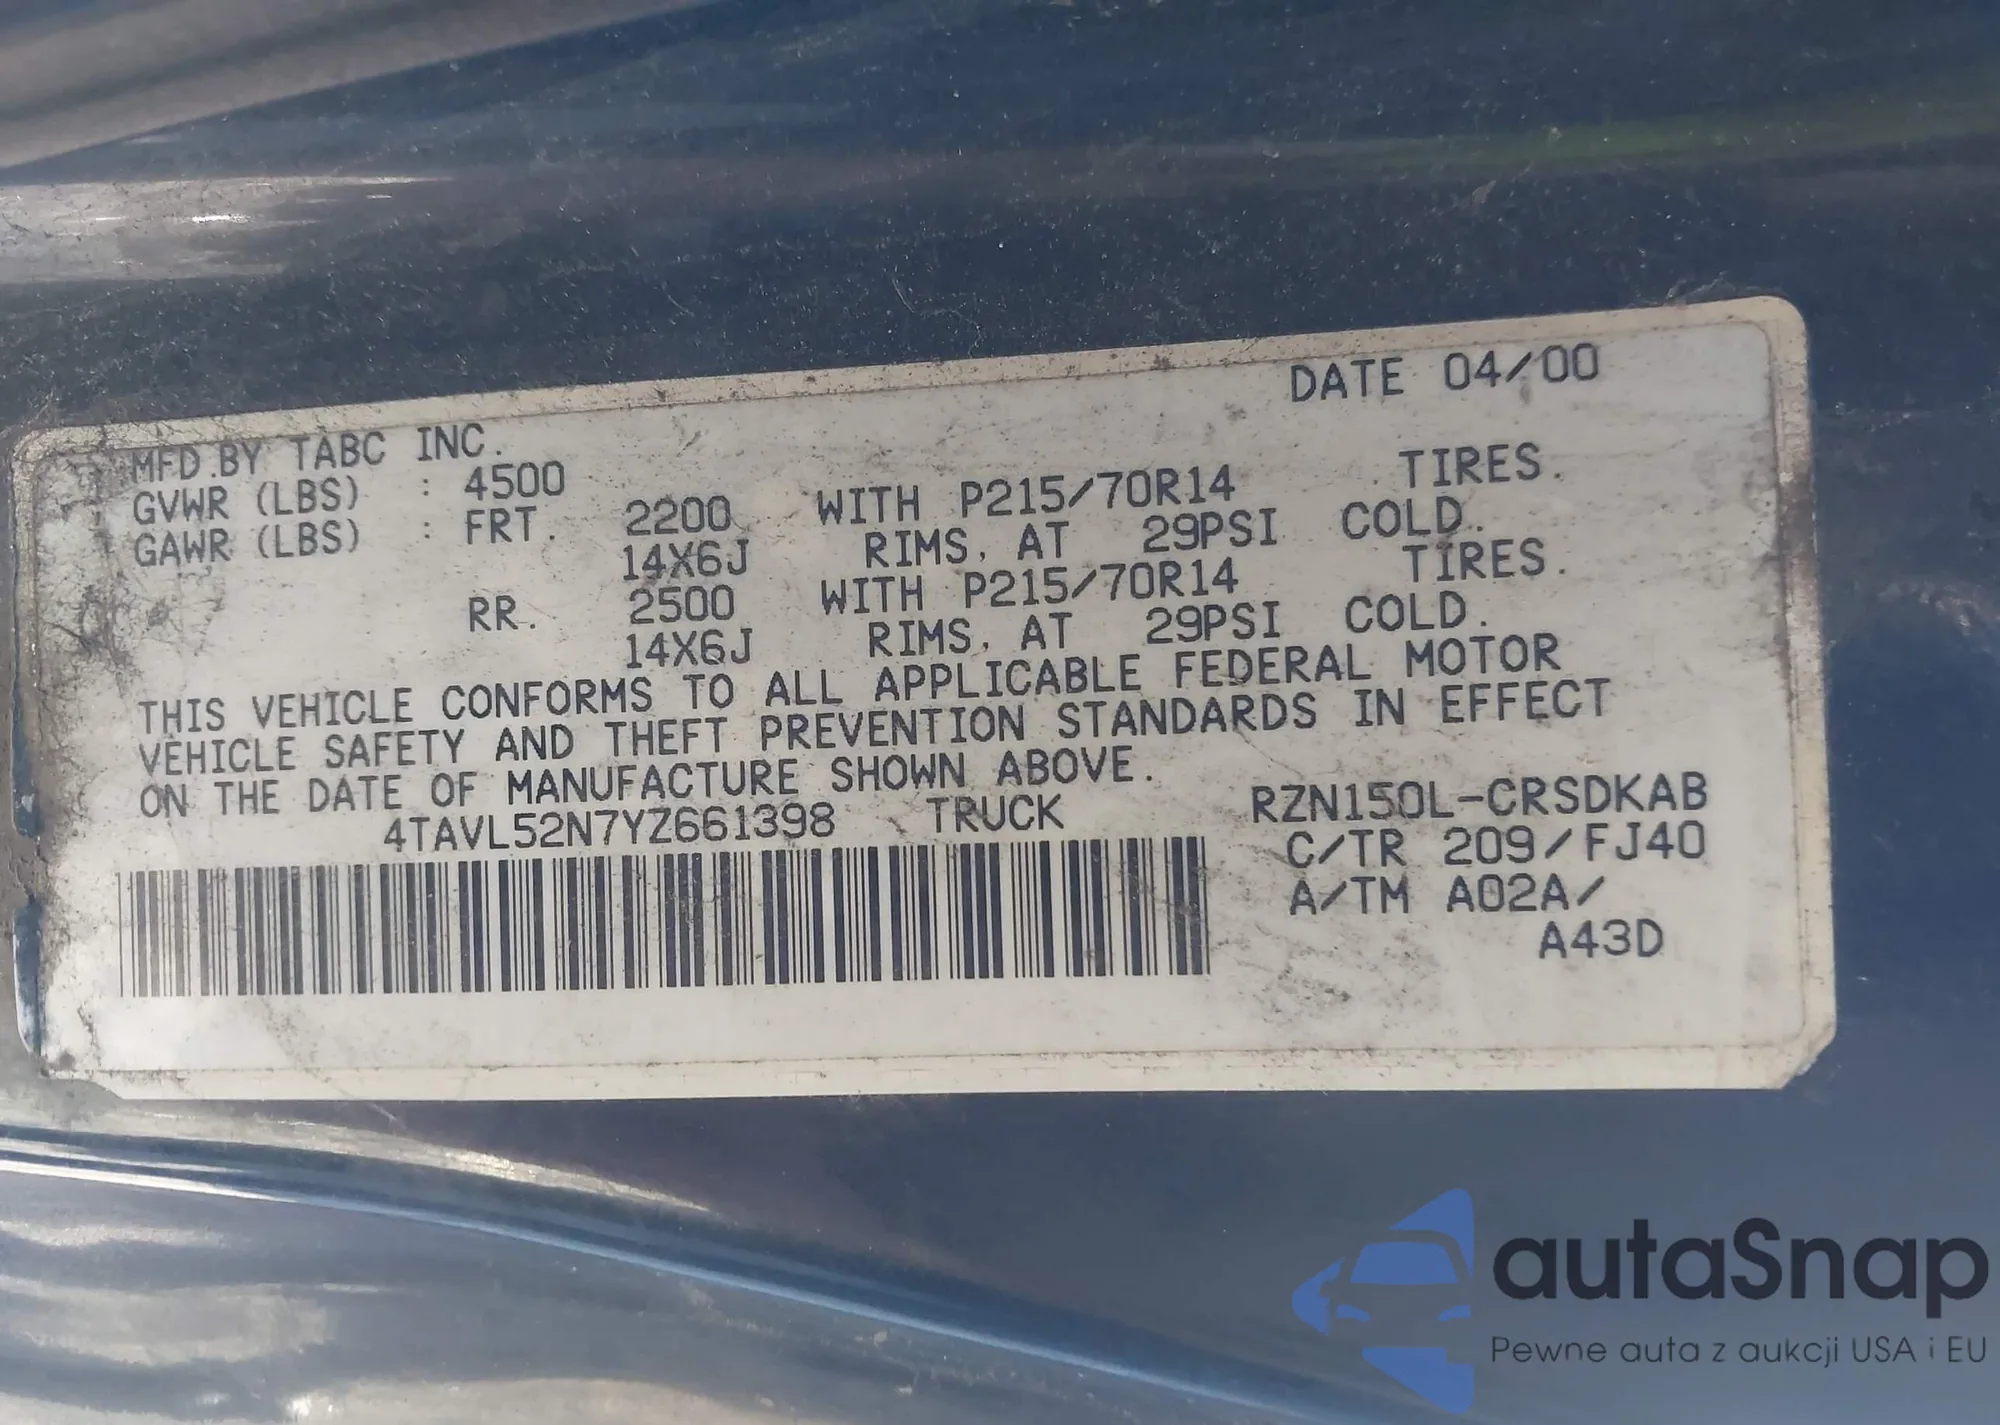 DATE 04/00
MFD.BY TABC INC.
GVWR (LBS) : 4500
GAWR (LBS) : FRT. 2200 WITH P215/70R14 TIRES.
14X6J RIMS, AT 29PSI COLD.
RR. 2500 WITH P215/70R14 TIRES.
14X6J RIMS, AT 29PSI COLD.
THIS VEHICLE CONFORMS TO ALL APPLICABLE FEDERAL MOTOR
VEHICLE SAFETY AND THEFT PREVENTION STANDARDS IN EFFECT
ON THE DATE OF MANUFACTURE SHOWN ABOVE.
4TAVL52N7YZ661398 TRUCK RZN150L-CRSDKAB
C/TR 209/FJ40
A/TM A02A/
A43D
autaSnap
Pewne auta z aukcji USA i EU